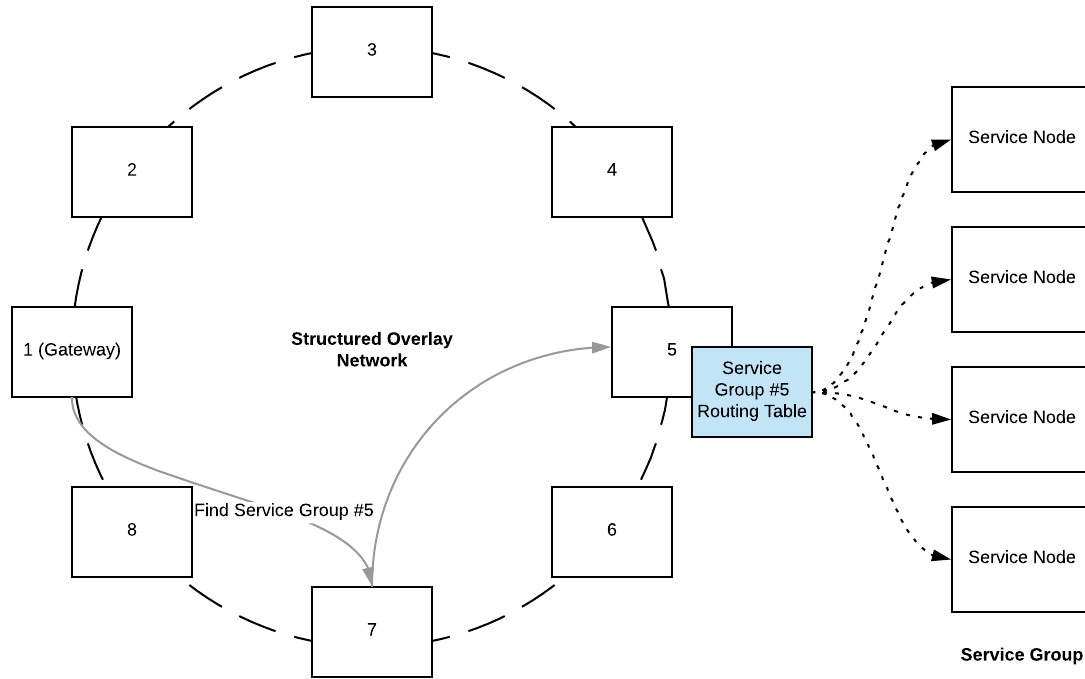 3
2
4
Service Node
Service Node
1 (Gateway)
Structured Overlay
Network
5
Service
Group #5
Routing Table
Service Node
Find Service Group #5
8
6
Service Node
7
Service Group